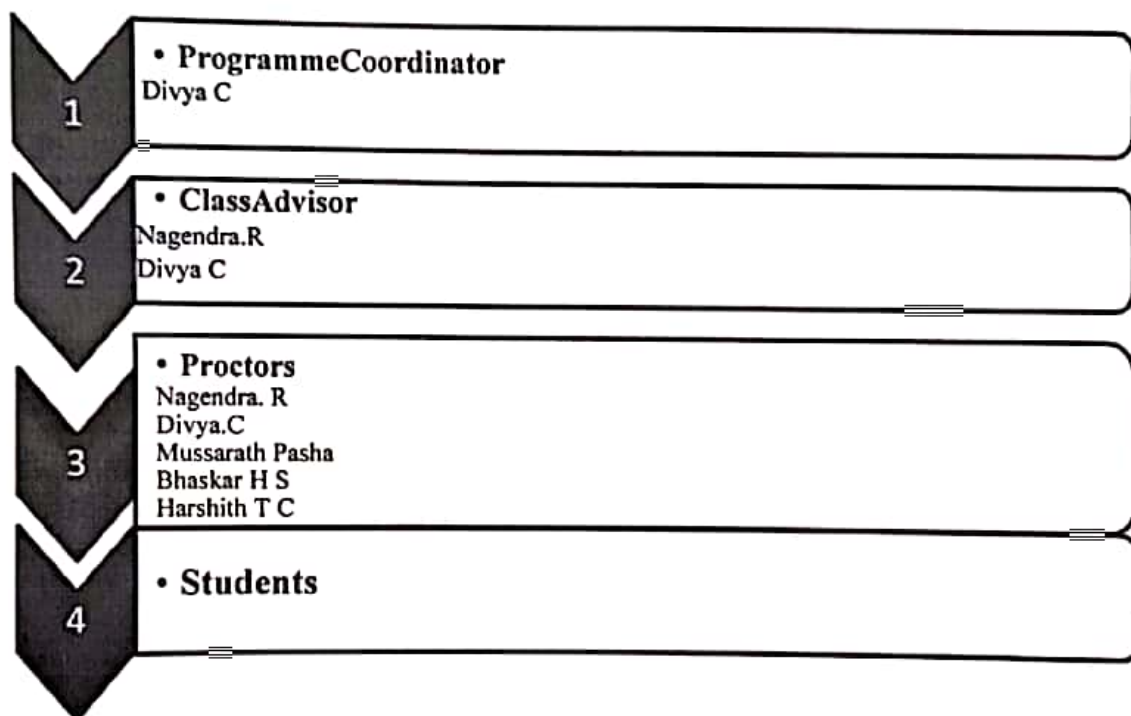 1
• ProgrammeCoordinator
Divya C
2
• ClassAdvisor
Nagendra.R
Divya C
3
• Proctors
Nagendra. R
Divya.C
Mussarath Pasha
Bhaskar H S
Harshith T C
4
• Students